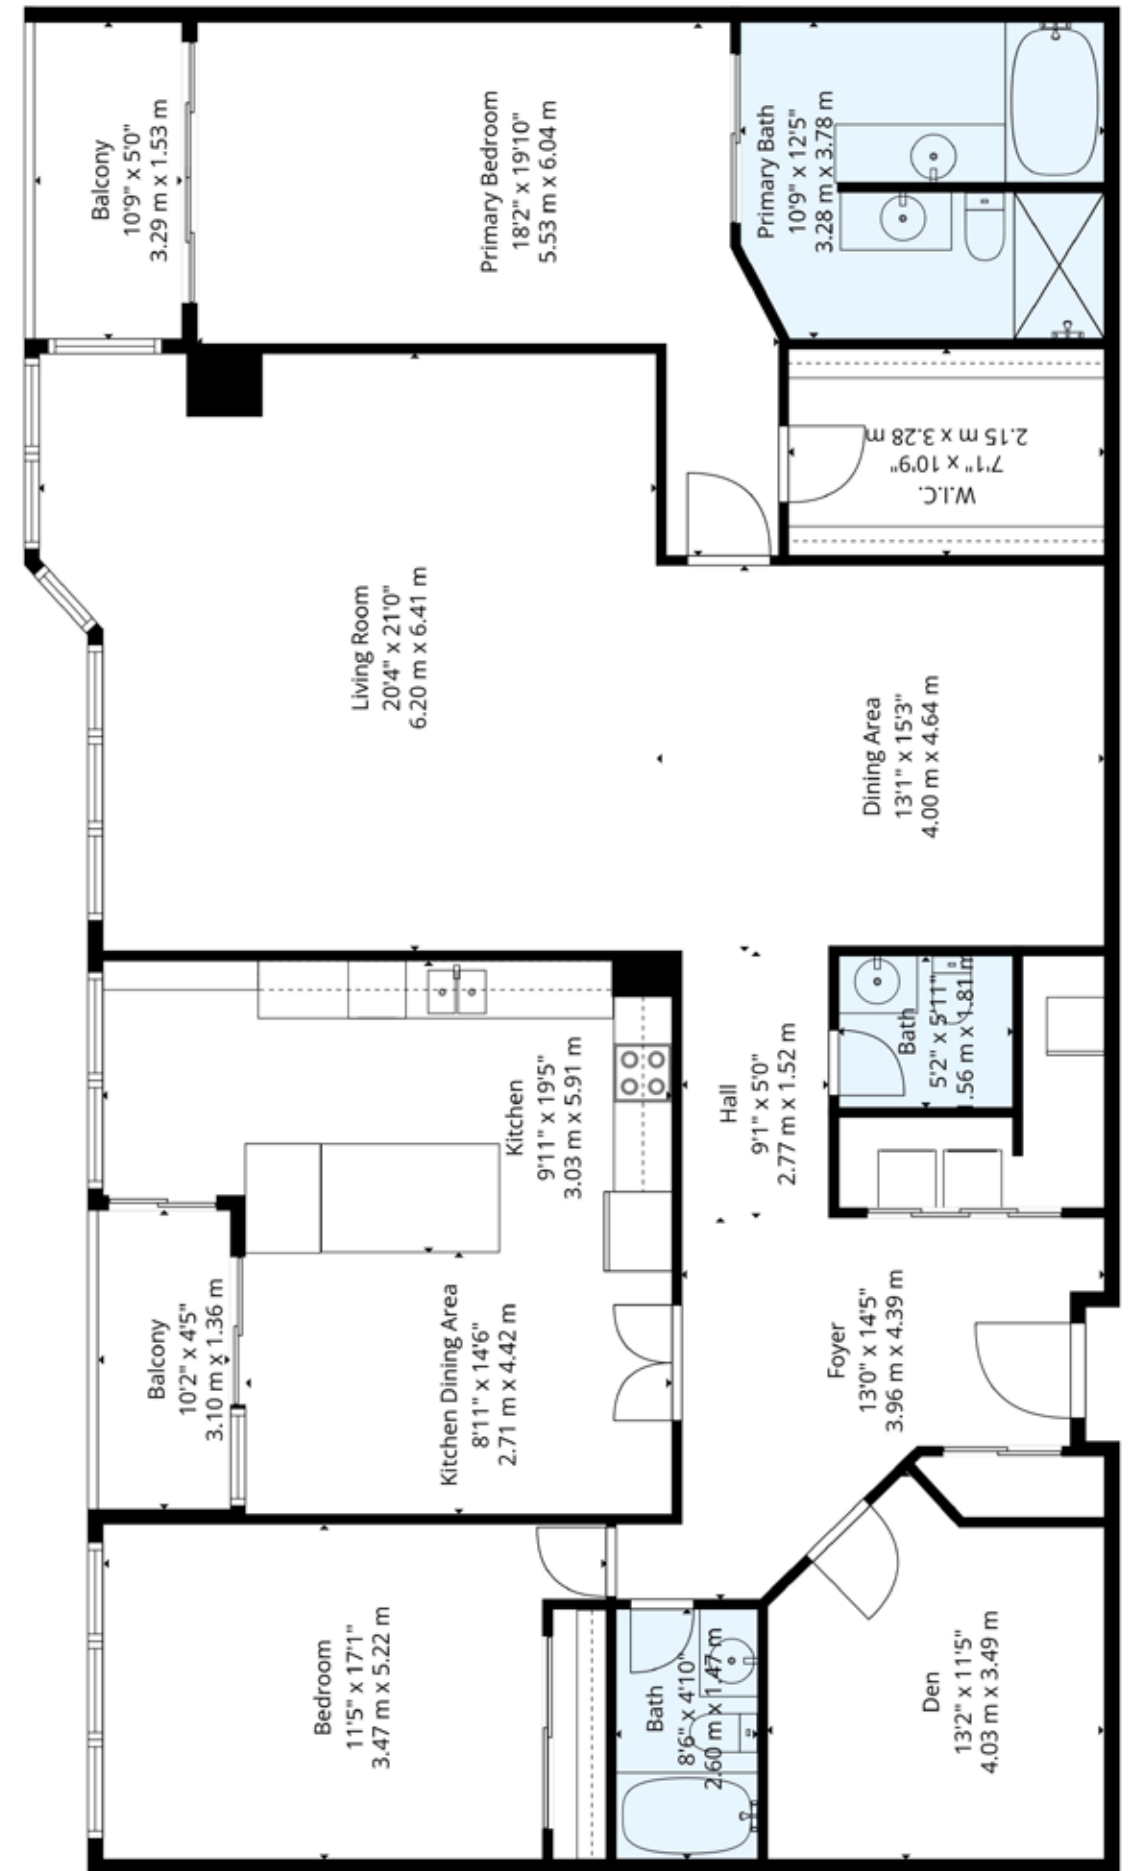 Balcony
10'9" x 5'0"
3.29 m x 1.53 m
Primary Bedroom
18'2" x 19'10"
5.53 m x 6.04 m
Primary Bath
10'9" x 12'5"
3.28 m x 3.78 m
W.I.C.
7'1" x 10'9"
2.15 m x 3.28 m
Living Room
20'4" x 21'0"
6.20 m x 6.41 m
Dining Area
13'1" x 15'3"
4.00 m x 4.64 m
Kitchen
9'11" x 19'5"
3.03 m x 5.91 m
Hall
9'1" x 5'0"
2.77 m x 1.52 m
Bath
5'2" x 5'11"
1.56 m x 1.81 m
Balcony
10'2" x 4'5"
3.10 m x 1.36 m
Kitchen Dining Area
8'11" x 14'6"
2.71 m x 4.42 m
Foyer
13'0" x 14'5"
3.96 m x 4.39 m
Bedroom
11'5" x 17'1"
3.47 m x 5.22 m
Bath
8'6" x 4'10"
2.60 m x 1.47 m
Den
13'2" x 11'5"
4.03 m x 3.49 m